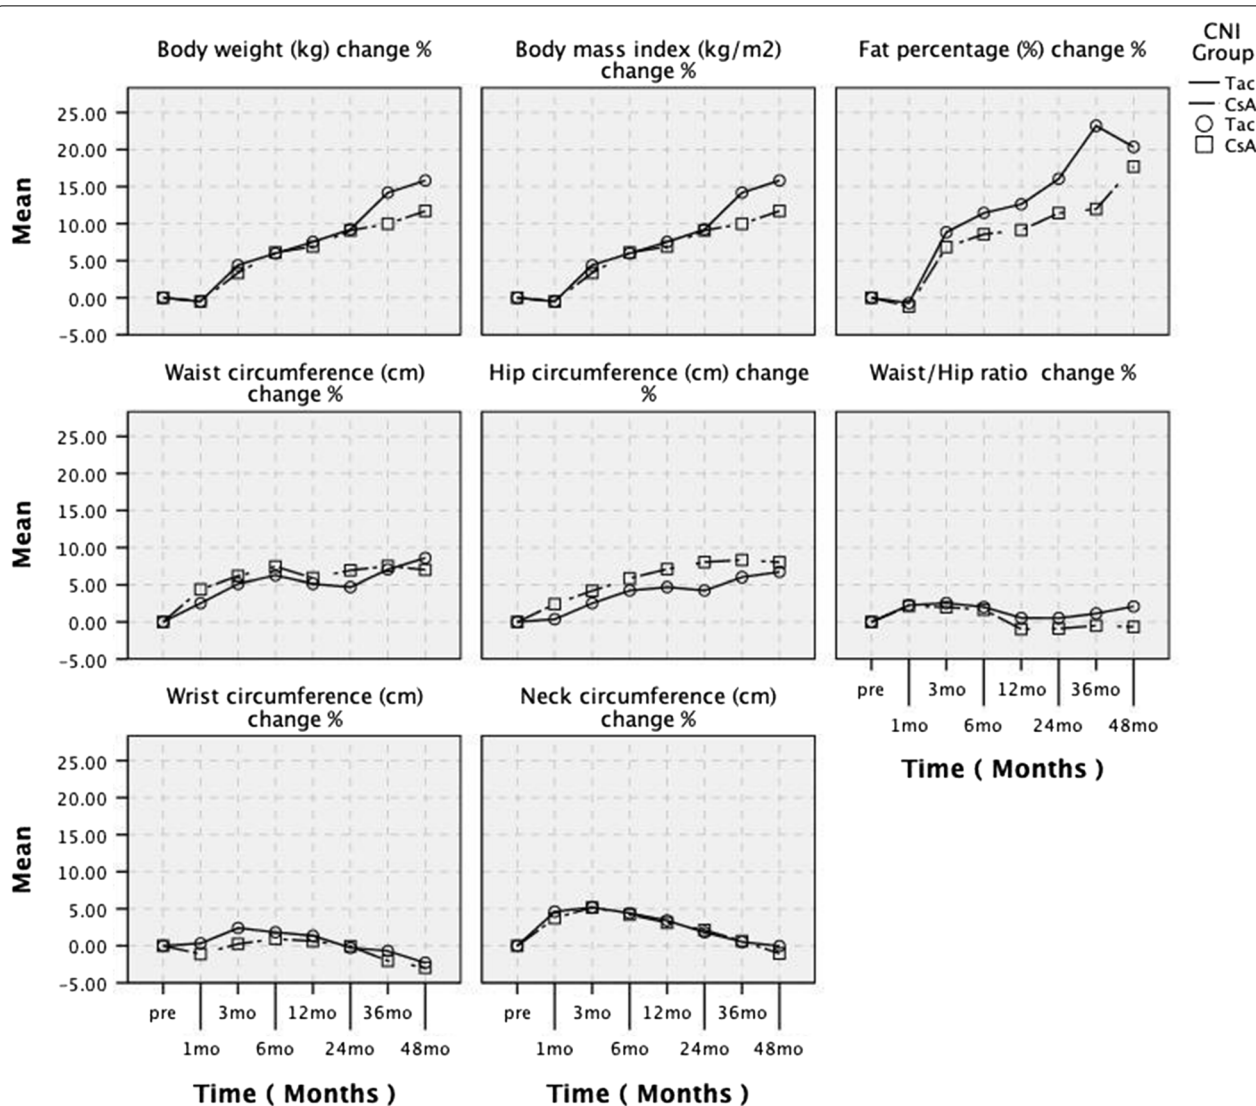 Body weight (kg) change %
Body mass index (kg/m2)
change %
Fat percentage (%) change %
CNI
Group
Tac
CsA
Tac
CsA
Mean
25.00
20.00
15.00
10.00
5.00
0.00
-5.00
Waist circumference (cm)
change %
Hip circumference (cm) change
%
Waist/Hip ratio change %
Mean
25.00
20.00
15.00
10.00
5.00
0.00
-5.00
pre
1mo
3mo
6mo
12mo
24mo
36mo
48mo
Time ( Months )
Wrist circumference (cm)
change %
Neck circumference (cm)
change %
Mean
25.00
20.00
15.00
10.00
5.00
0.00
-5.00
pre
1mo
3mo
6mo
12mo
24mo
36mo
48mo
Time ( Months )
pre
1mo
3mo
6mo
12mo
24mo
36mo
48mo
Time ( Months )